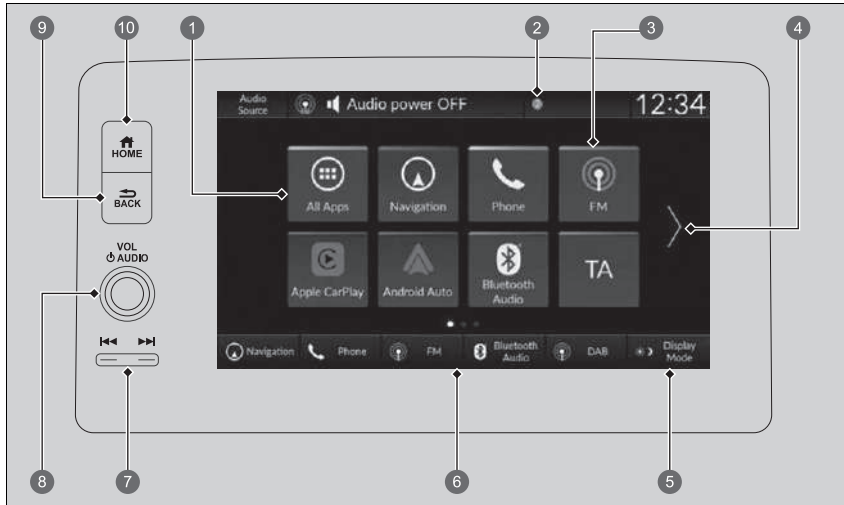 9 10 1 2 3 4
Audio Source
Audio power OFF
12:34
HOME
BACK
All Apps
Navigation
Phone
FM
VOL
AUDIO
Apple CarPlay
Android Auto
Bluetooth Audio
TA
Navigation
Phone
FM
Bluetooth Audio
DAB
Display Mode
8 7 6 5